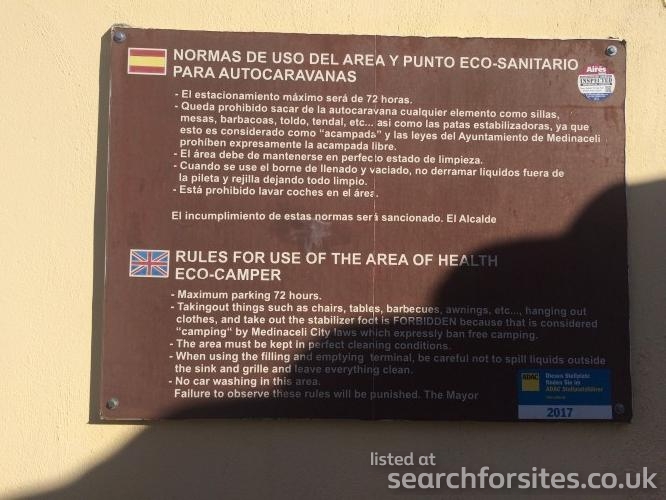 NORMAS DE USO DEL AREA Y PUNTO ECO-SANITARIO
PARA AUTOCARAVANAS
- El estacionamiento máximo será de 72 horas.
- Queda prohibido sacar de la autocaravana cualquier elemento como sillas,
mesas, barbacoas, toldo, tendal, etc... asi como las patas estabilizadoras, ya que
esto es considerado como “acampada” y las leyes del Ayuntamiento de Medinaceli
prohíben expresamente la acampada libre.
- El área debe de mantenerse en perfecto estado de limpieza.
- Cuando se use el borne de llenado y vaciado, no derramar líquidos fuera de
la pileta y rejilla dejando todo limpio.
- Está prohibido lavar coches en el área.
El incumplimiento de estas normas será sancionado. El Alcalde
Aires
INSPECTED
RULES FOR USE OF THE AREA OF HEALTH
ECO-CAMPER
- Maximum parking 72 hours.
- Takingout things such as chairs, tables, barbecues, awnings, etc..., hanging out
clothes, and take out the stabilizer foot is FORBIDDEN because that is considered
“camping“ by Medinaceli City laws which expressly ban free camping.
- The area must be kept in perfect cleaning conditions.
- When using the filling and emptying terminal, be careful not to spill liquids outside
the sink and grille and leave everything clean.
- No car washing in this area.
Failure to observe these rules will be punished. The Mayor
ADAC
Diesen Stellplatz
finden Sie im
ADAC Stellplatzführer
2017
listed at
searchforsites.co.uk